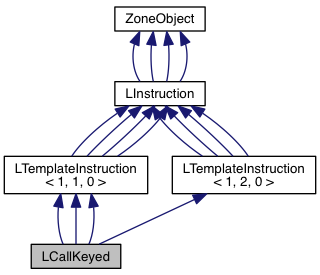 ZoneObject
LInstruction
LTemplateInstruction
< 1, 1, 0 >
LTemplateInstruction
< 1, 2, 0 >
LCallKeyed